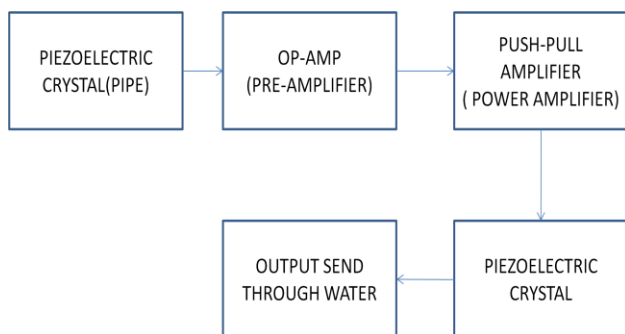 PIEZOELECTRIC
CRYSTAL(PIPE)
OP-AMP
(PRE-AMPLIFIER)
PUSH-PULL
AMPLIFIER
( POWER AMPLIFIER)
OUTPUT SEND
THROUGH WATER
PIEZOELECTRIC
CRYSTAL